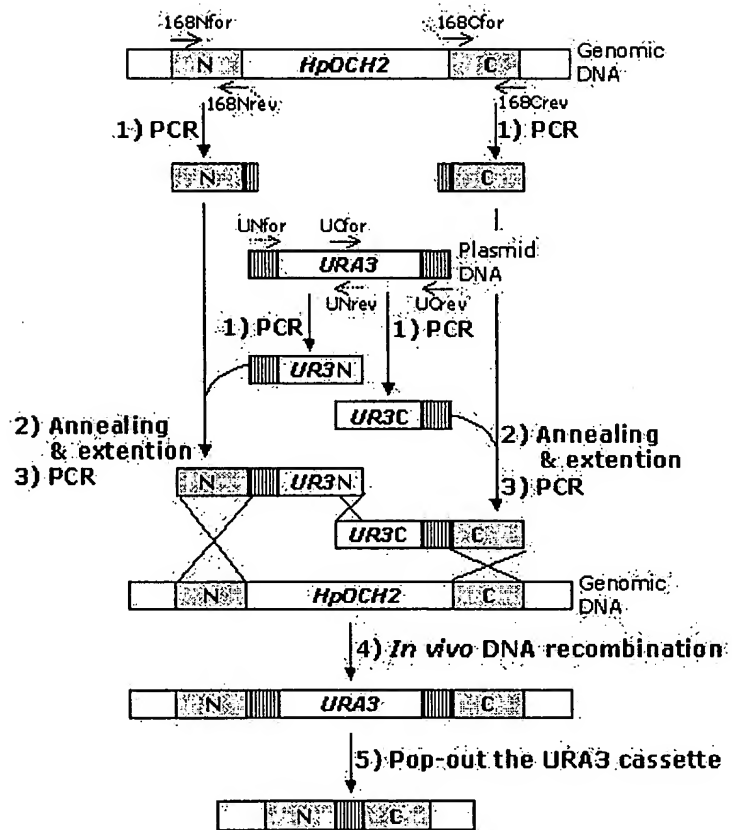 168Nfor 168Cfor
N HpOCH2 C Genomic DNA
168Nrev 168Crev
1) PCR 1) PCR
N C
UNfor UCfor
URA3 Plasmid DNA
UNrev UCrev
1) PCR 1) PCR
UR3N
UR3C
2) Annealing & extention
3) PCR
2) Annealing & extention
3) PCR
N UR3N
UR3C C
N HpOCH2 C Genomic DNA
4) In vivo DNA recombination
N URA3 C
5) Pop-out the URA3 cassette
N C